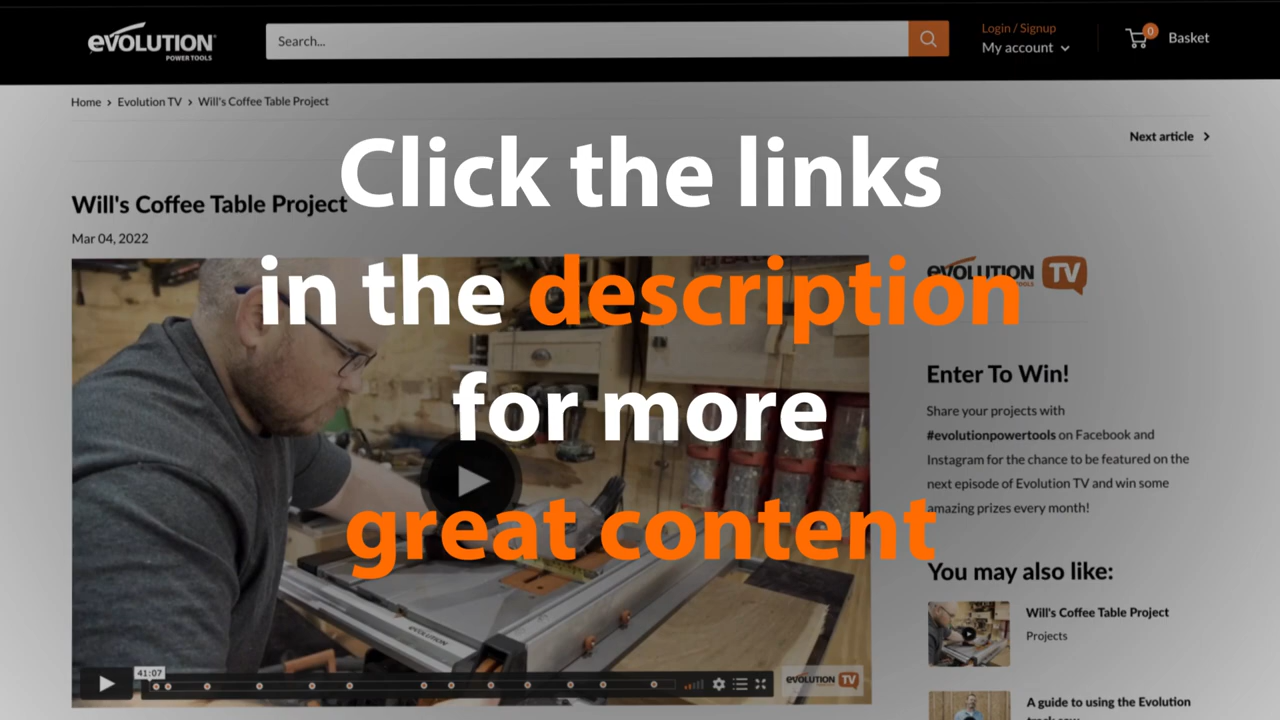 eVOLUTION
POWER TOOLS
Search...
Login / Signup
My account
0
Basket
Home > Evolution TV > Will's Coffee Table Project
Next article
Click the links
in the description
for more
great content
Will's Coffee Table Project
Mar 04, 2022
eVOLUTION TV
Enter To Win!
Share your projects with
#evolutionpowertools on Facebook and
Instagram for the chance to be featured on the
next episode of Evolution TV and win some
amazing prizes every month!
You may also like:
Will's Coffee Table Project
Projects
A guide to using the Evolution
eVOLUTION
41:07
eVOLUTION TV